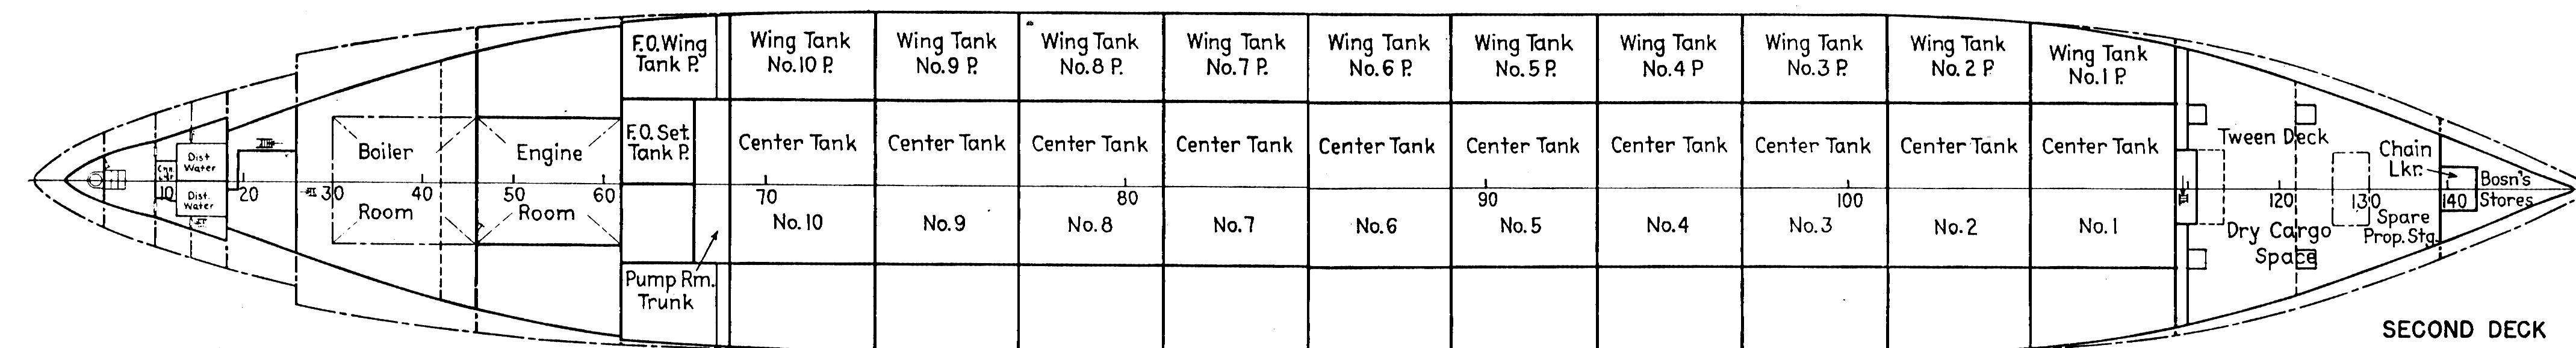 F.O. Wing
Tank P.
Wing Tank
No.10 P.
Wing Tank
No.9 P.
Wing Tank
No.8 P.
Wing Tank
No.7 P.
Wing Tank
No.6 P.
Wing Tank
No.5 P.
Wing Tank
No.4 P
Wing Tank
No.3 P.
Wing Tank
No.2 P
Wing Tank
No.1 P.
Dist
Water
Dist.
Water
Boiler
Room
Engine
Room
F.O. Set.
Tank P.
Center Tank
No.10
Center Tank
No.9
Center Tank
No.8
Center Tank
No.7
Center Tank
No.6
Center Tank
No.5
Center Tank
No.4
Center Tank
No.3
Center Tank
No.2
Center Tank
No.1
Tween Deck
Dry Cargo
Space
Chain
Lkr.
Bosn's
Stores
Spare
Prop. Stg.
10 20 30 40 50 60 70 80 90 100 120 130 140
Pump Rm.
Trunk
SECOND DECK